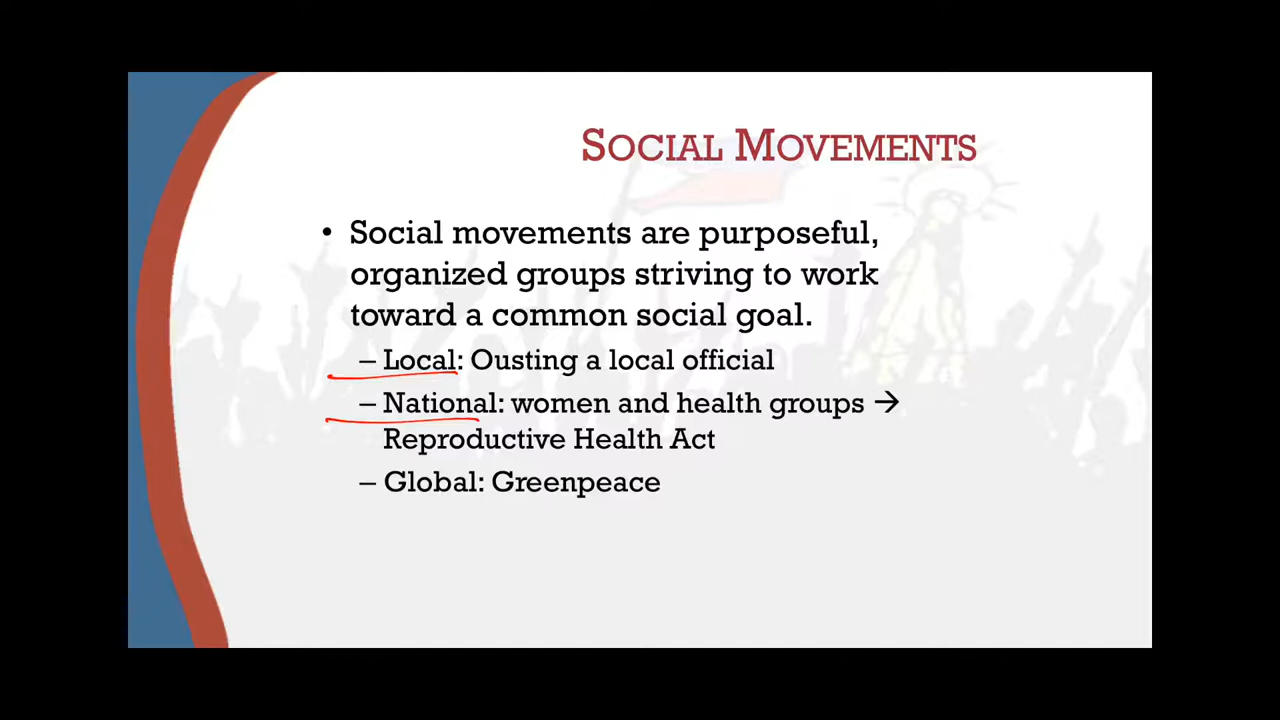 SOCIAL MOVEMENTS
• Social movements are purposeful,
organized groups striving to work
toward a common social goal.
– Local: Ousting a local official
– National: women and health groups →
Reproductive Health Act
– Global: Greenpeace